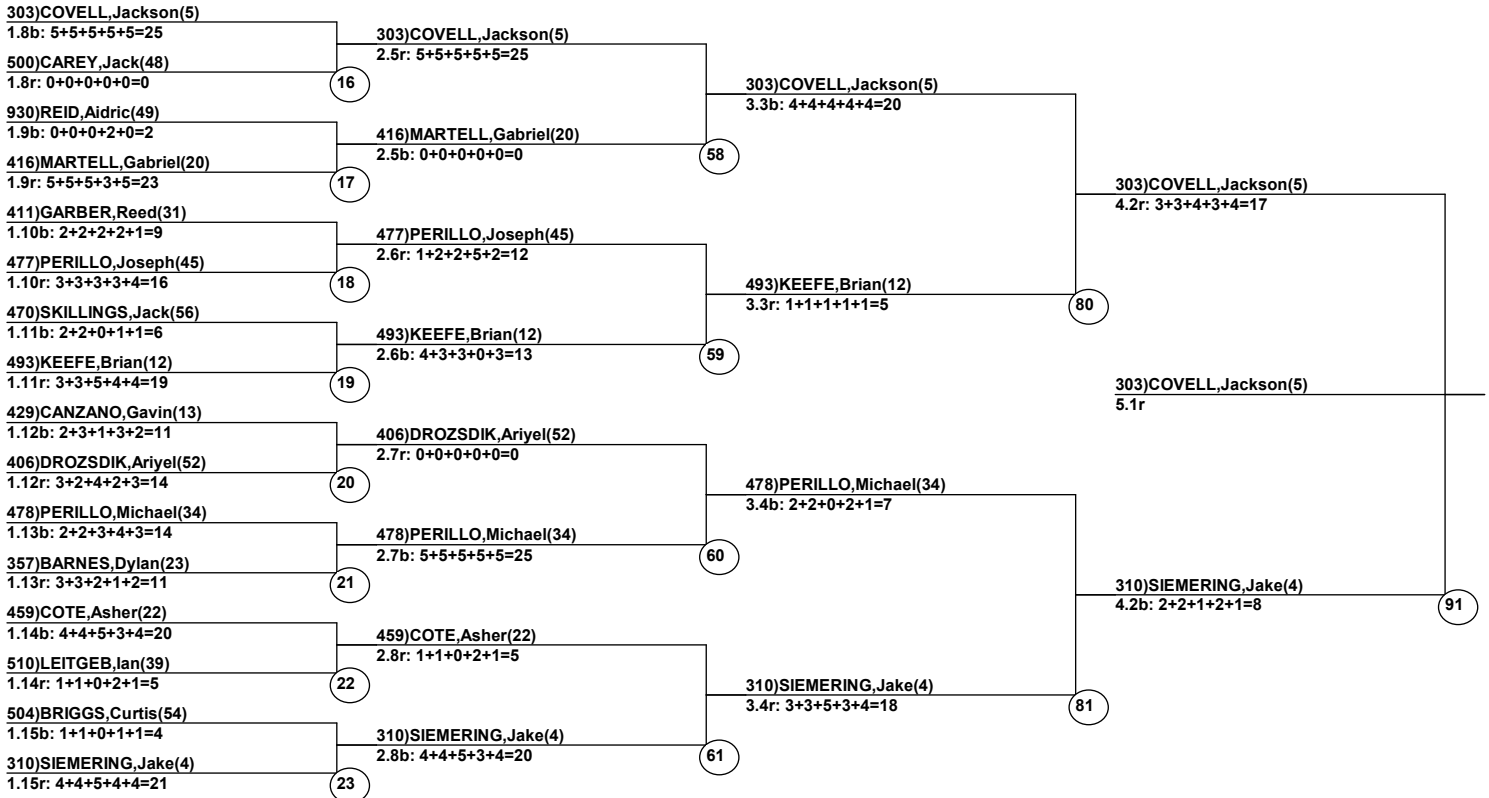 303)COVELL,Jackson(5)
1.8b: 5+5+5+5+5=25
500)CAREY,Jack(48)
1.8r: 0+0+0+0+0=0
16
930)REID,Aidric(49)
1.9b: 0+0+0+2+0=2
416)MARTELL,Gabriel(20)
1.9r: 5+5+5+3+5=23
17
411)GARBER,Reed(31)
1.10b: 2+2+2+2+1=9
477)PERILLO,Joseph(45)
1.10r: 3+3+3+3+4=16
18
470)SKILLINGS,Jack(56)
1.11b: 2+2+0+1+1=6
493)KEEFE,Brian(12)
1.11r: 3+3+5+4+4=19
19
429)CANZANO,Gavin(13)
1.12b: 2+3+1+3+2=11
406)DROZSDIK,Ariyel(52)
1.12r: 3+2+4+2+3=14
20
478)PERILLO,Michael(34)
1.13b: 2+2+3+4+3=14
357)BARNES,Dylan(23)
1.13r: 3+3+2+1+2=11
21
459)COTE,Asher(22)
1.14b: 4+4+5+3+4=20
510)LEITGEB,Ian(39)
1.14r: 1+1+0+2+1=5
22
504)BRIGGS,Curtis(54)
1.15b: 1+1+0+1+1=4
310)SIEMERING,Jake(4)
1.15r: 4+4+5+4+4=21
23
303)COVELL,Jackson(5)
2.5r: 5+5+5+5+5=25
416)MARTELL,Gabriel(20)
2.5b: 0+0+0+0+0=0
58
477)PERILLO,Joseph(45)
2.6r: 1+2+2+5+2=12
493)KEEFE,Brian(12)
2.6b: 4+3+3+0+3=13
59
406)DROZSDIK,Ariyel(52)
2.7r: 0+0+0+0+0=0
478)PERILLO,Michael(34)
2.7b: 5+5+5+5+5=25
60
459)COTE,Asher(22)
2.8r: 1+1+0+2+1=5
310)SIEMERING,Jake(4)
2.8b: 4+4+5+3+4=20
61
303)COVELL,Jackson(5)
3.3b: 4+4+4+4+4=20
493)KEEFE,Brian(12)
3.3r: 1+1+1+1+1=5
80
478)PERILLO,Michael(34)
3.4b: 2+2+0+2+1=7
310)SIEMERING,Jake(4)
3.4r: 3+3+5+3+4=18
81
303)COVELL,Jackson(5)
4.2r: 3+3+4+3+4=17
303)COVELL,Jackson(5)
5.1r
310)SIEMERING,Jake(4)
4.2b: 2+2+1+2+1=8
91